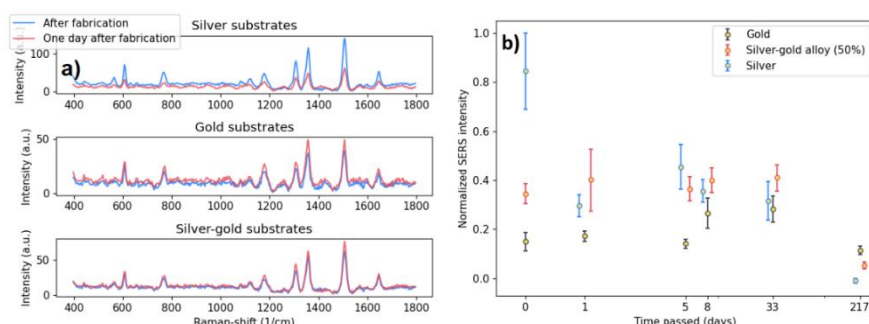 Silver substrates
After fabrication
One day after fabrication
a)
Intensity (a.u.)
100
0
400 600 800 1000 1200 1400 1600 1800
Gold substrates
Intensity (a.u.)
50
0
400 600 800 1000 1200 1400 1600 1800
Silver-gold substrates
Intensity (a.u.)
50
0
400 600 800 1000 1200 1400 1600 1800
Raman-shift (1/cm)
b)
Gold
Silver-gold alloy (50%)
Silver
Normalized SERS intensity
1.0
0.8
0.6
0.4
0.2
0.0
0 1 5 8 33 217
Time passed (days)